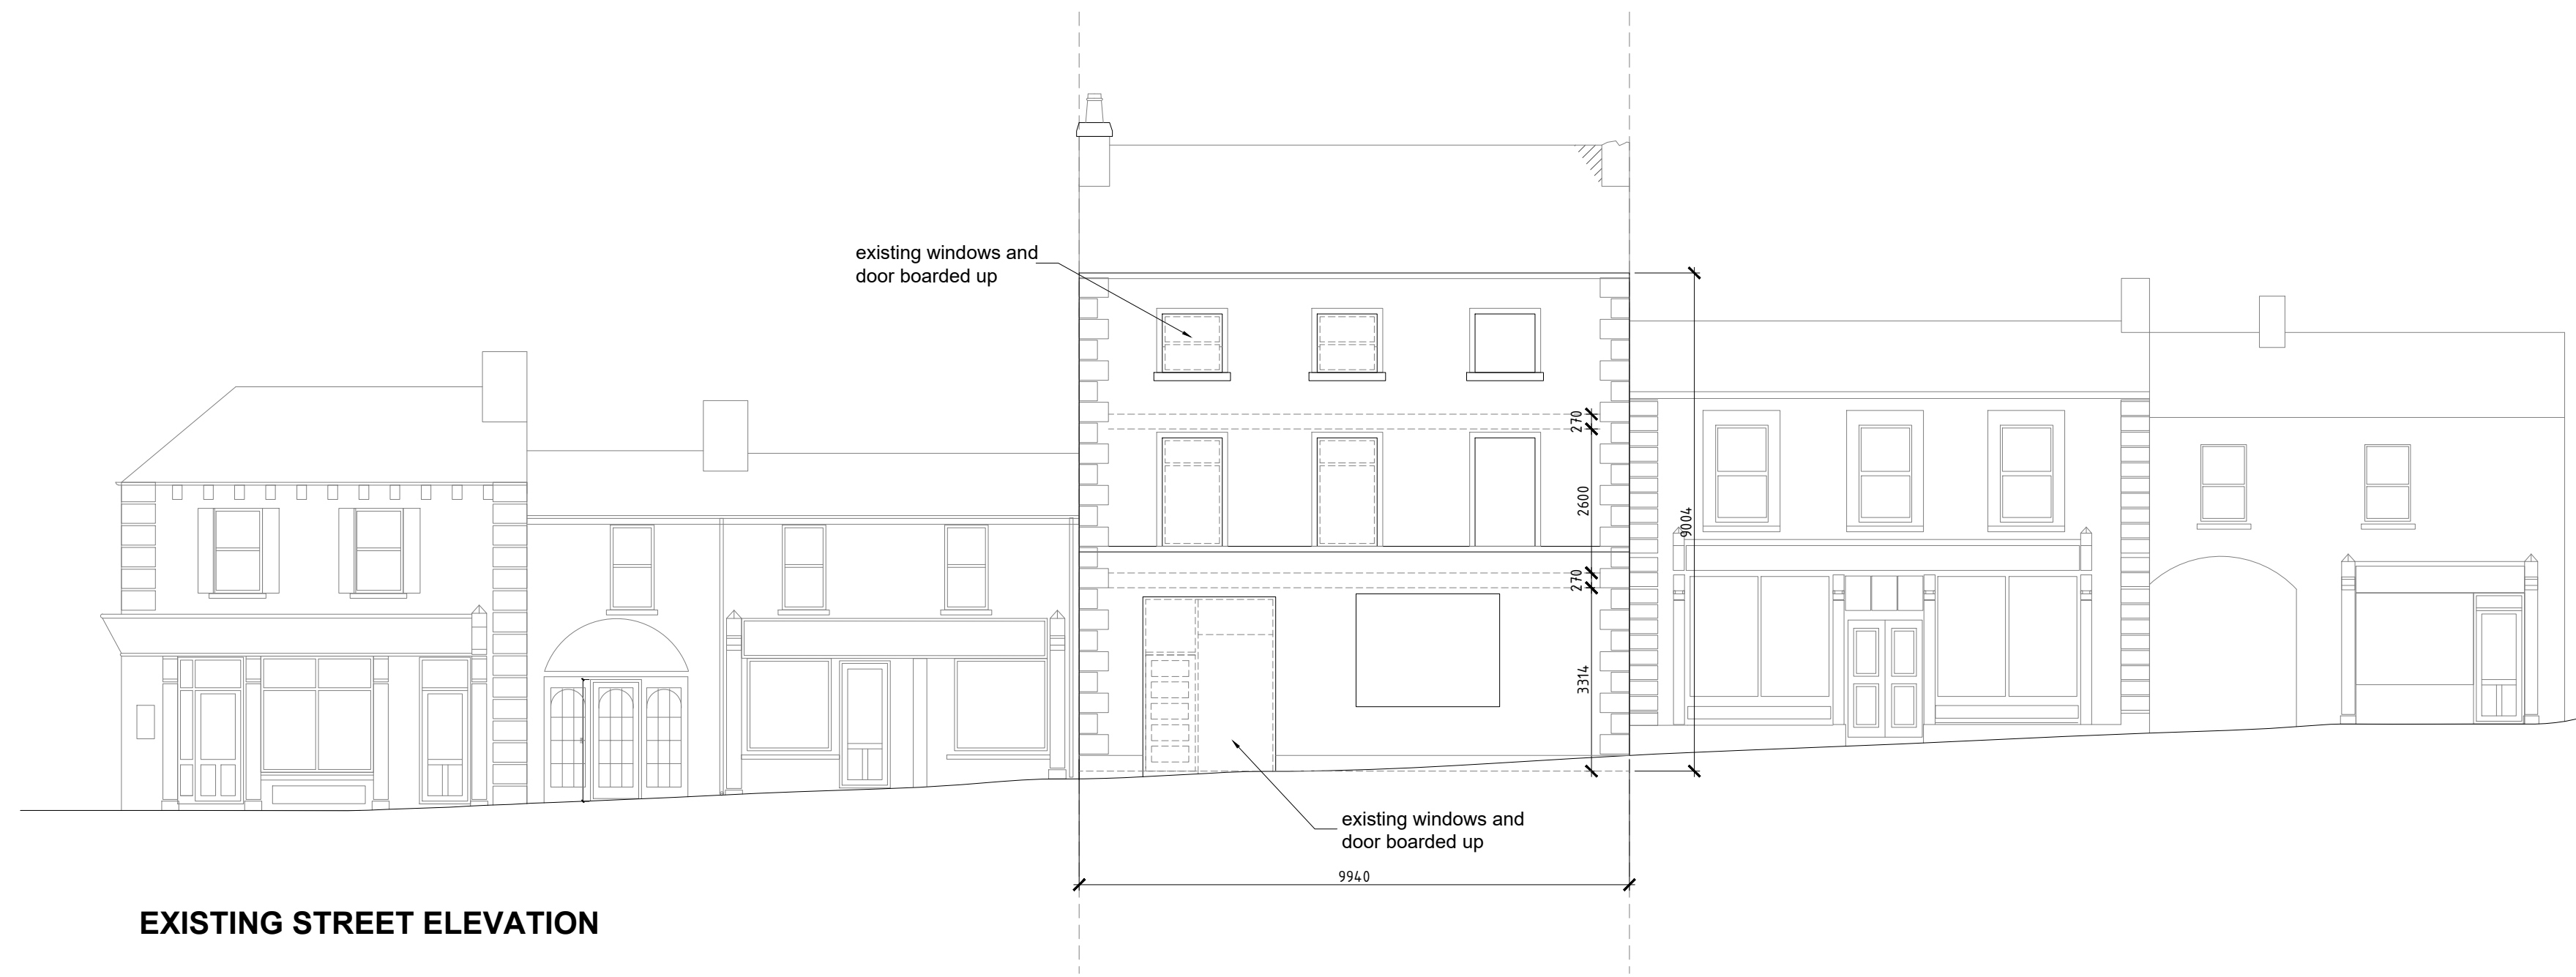 existing windows and
door boarded up
270
2600
9004
270
3314
existing windows and
door boarded up
9940
EXISTING STREET ELEVATION